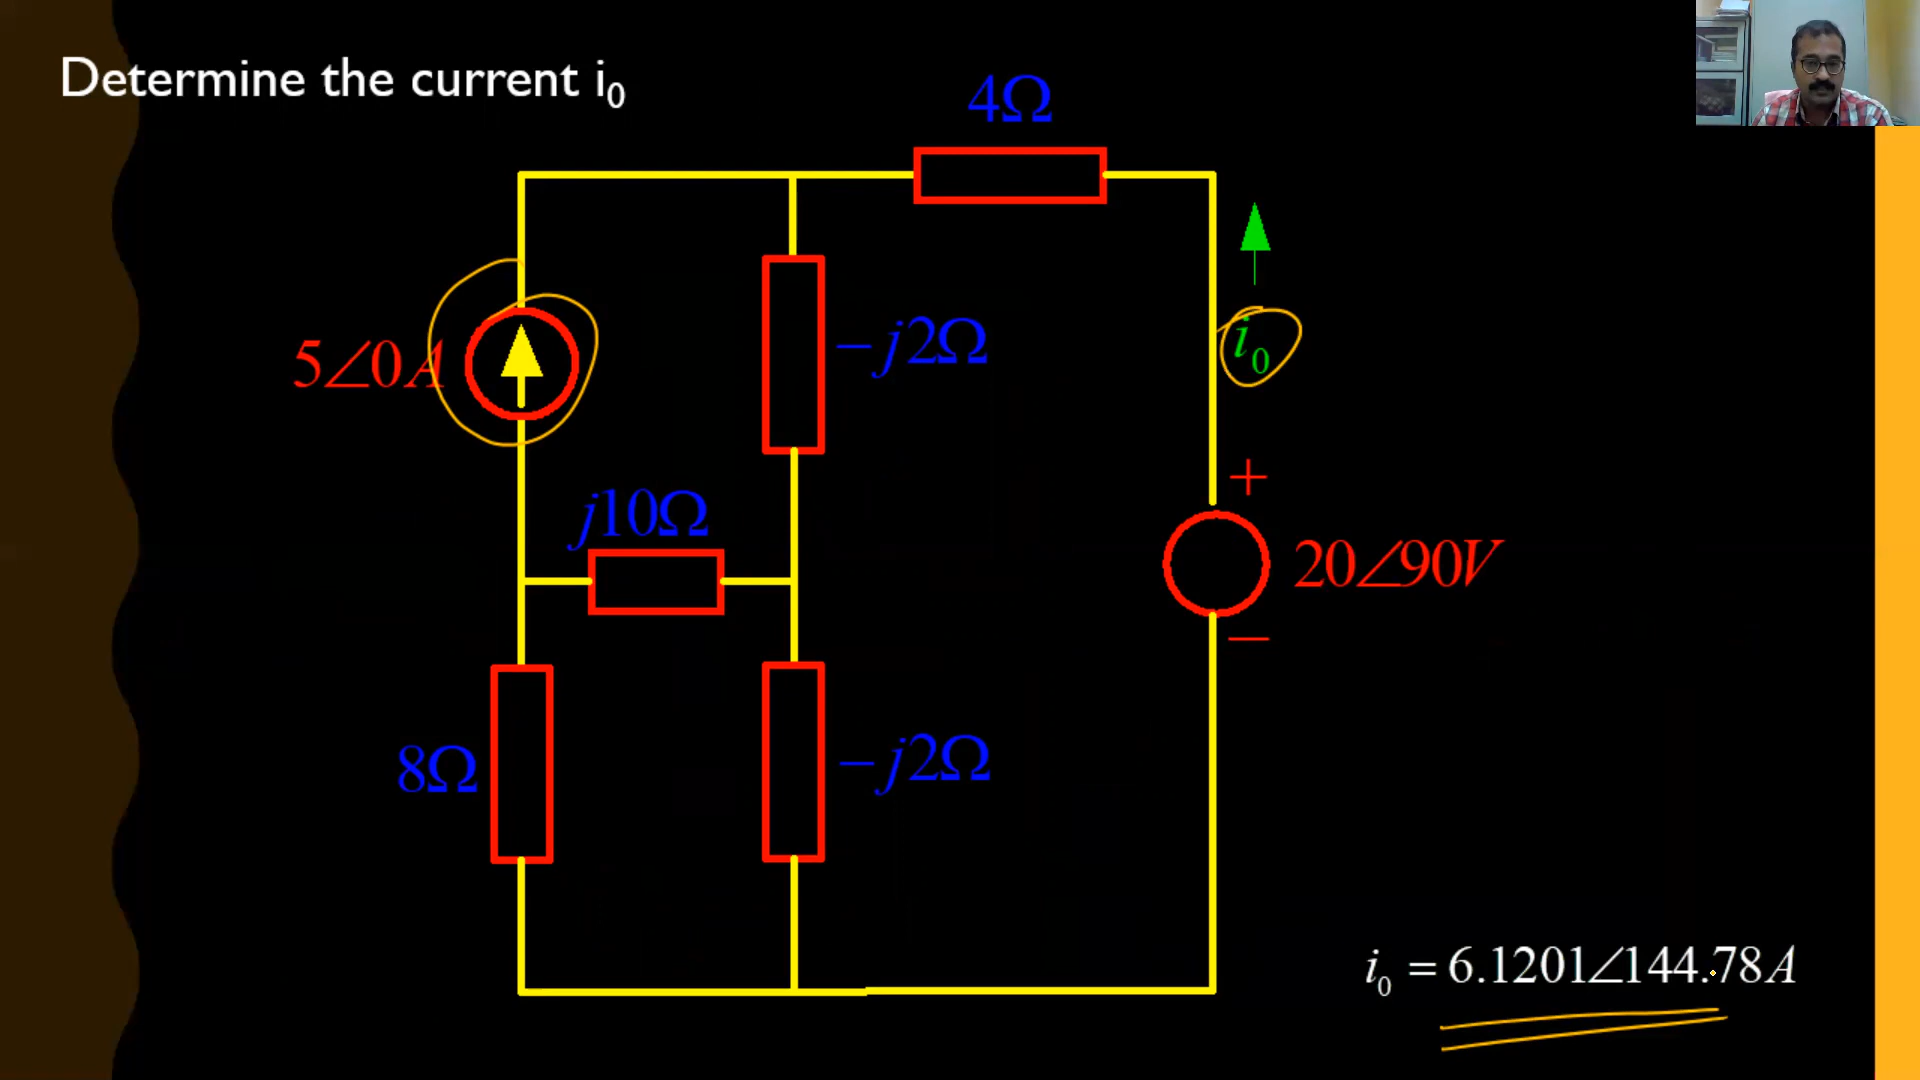 Determine the current i₀
4Ω
−j2Ω
i₀
5∠0A
+
j10Ω
20∠90V
−
8Ω
−j2Ω
i₀ = 6.1201∠144.78A